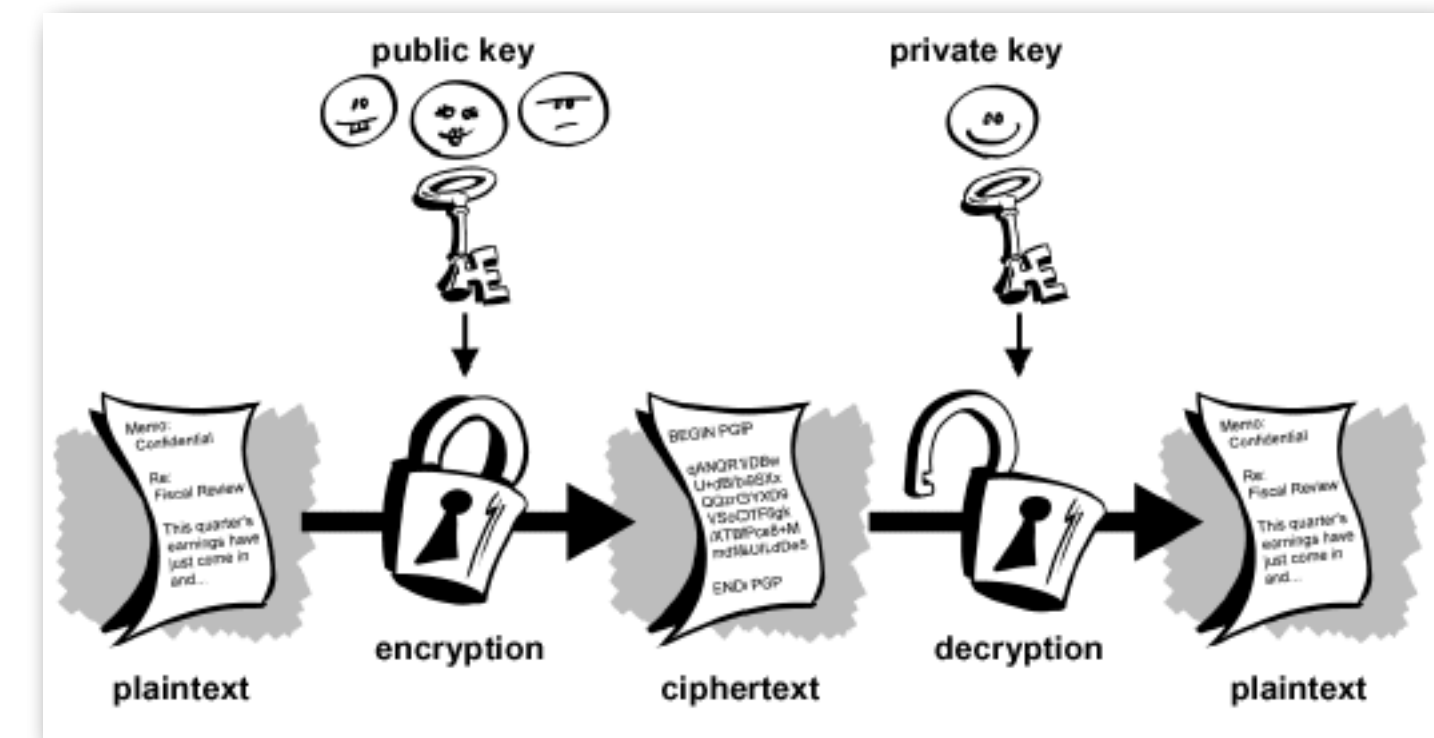 public key
private key
Memo:
Confidential
Re:
Fiscal Review
This quarter's
earnings have
just come in
and...
BEGIN PGP
END PGP
Memo:
Confidential
Re:
Fiscal Review
This quarter's
earnings have
just come in
and...
encryption
decryption
plaintext
ciphertext
plaintext